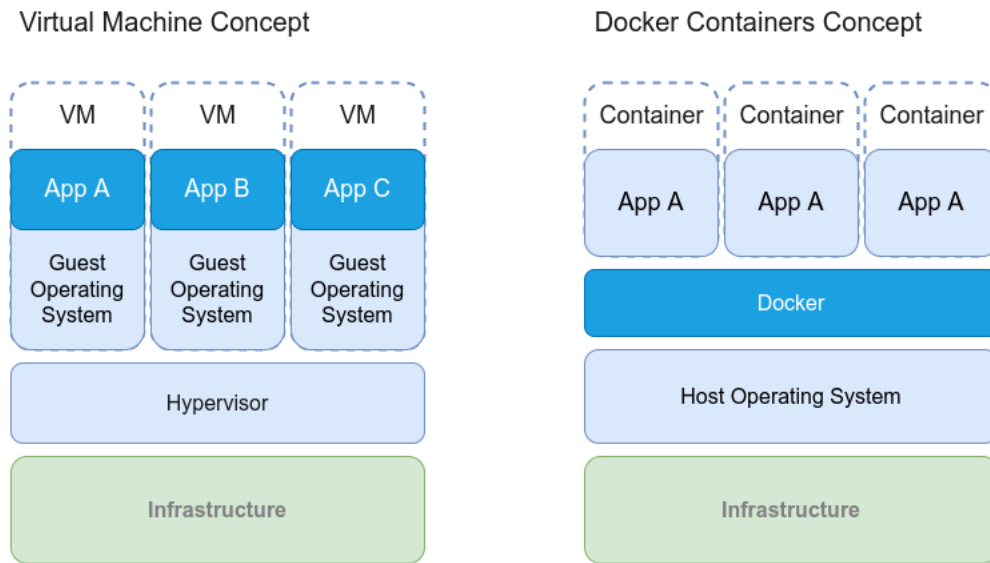 Virtual Machine Concept
VM
VM
VM
App A
App B
App C
Guest
Operating
System
Guest
Operating
System
Guest
Operating
System
Hypervisor
Infrastructure
Docker Containers Concept
Container
Container
Container
App A
App A
App A
Docker
Host Operating System
Infrastructure